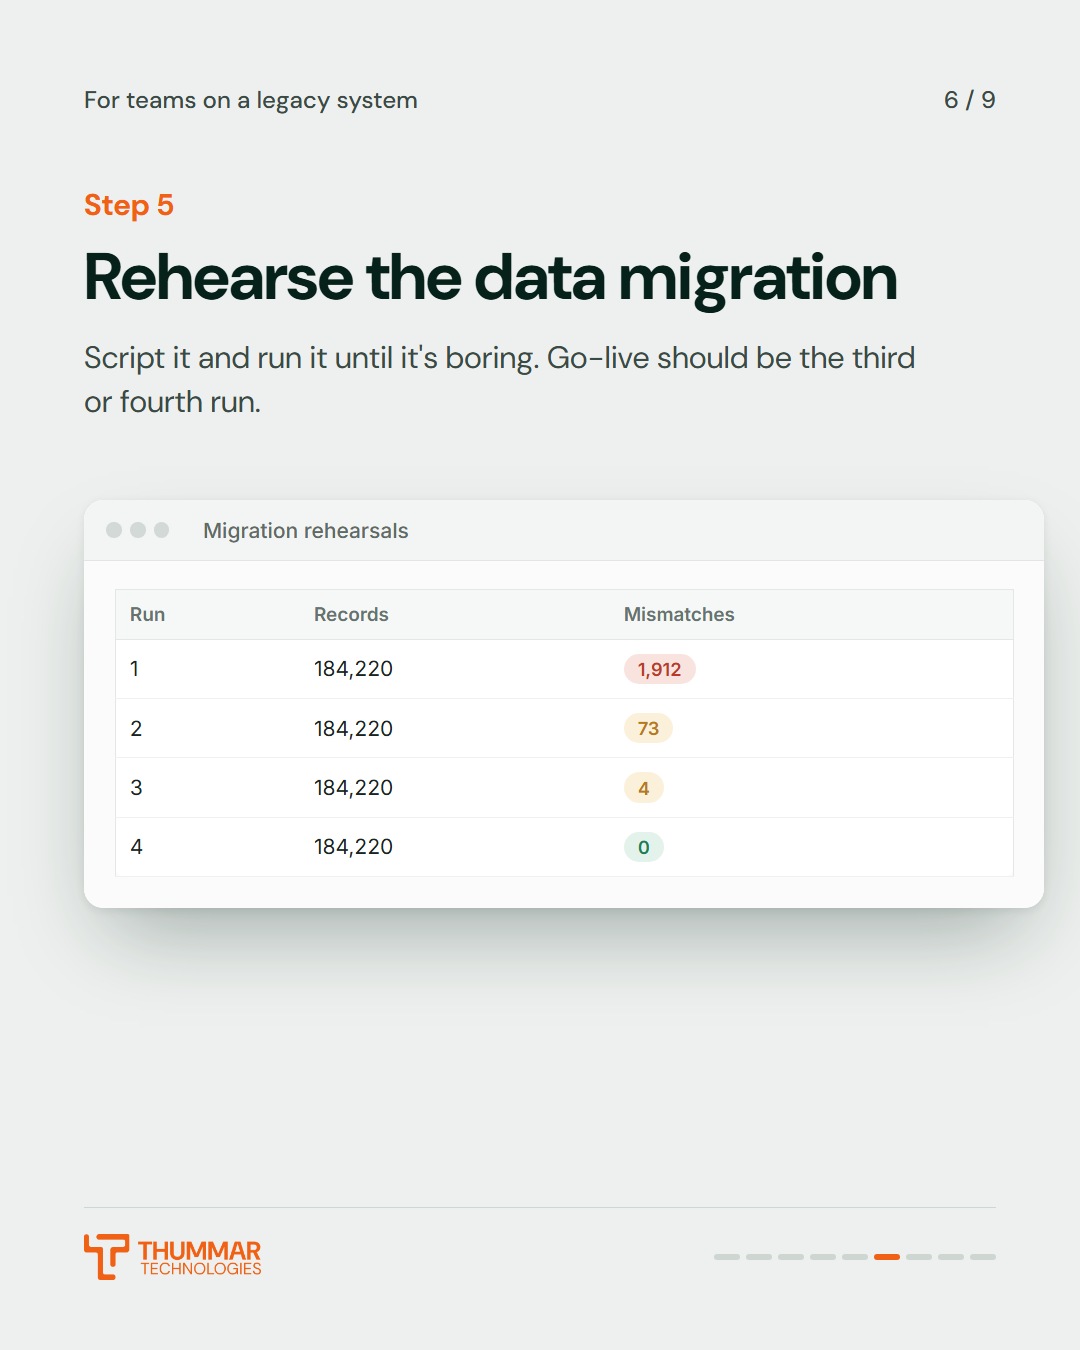 For teams on a legacy system
6 / 9
Step 5
Rehearse the data migration
Script it and run it until it's boring. Go-live should be the third
or fourth run.
Migration rehearsals
Run Records Mismatches
1 184,220 1,912
2 184,220 73
3 184,220 4
4 184,220 0
THUMMAR
TECHNOLOGIES